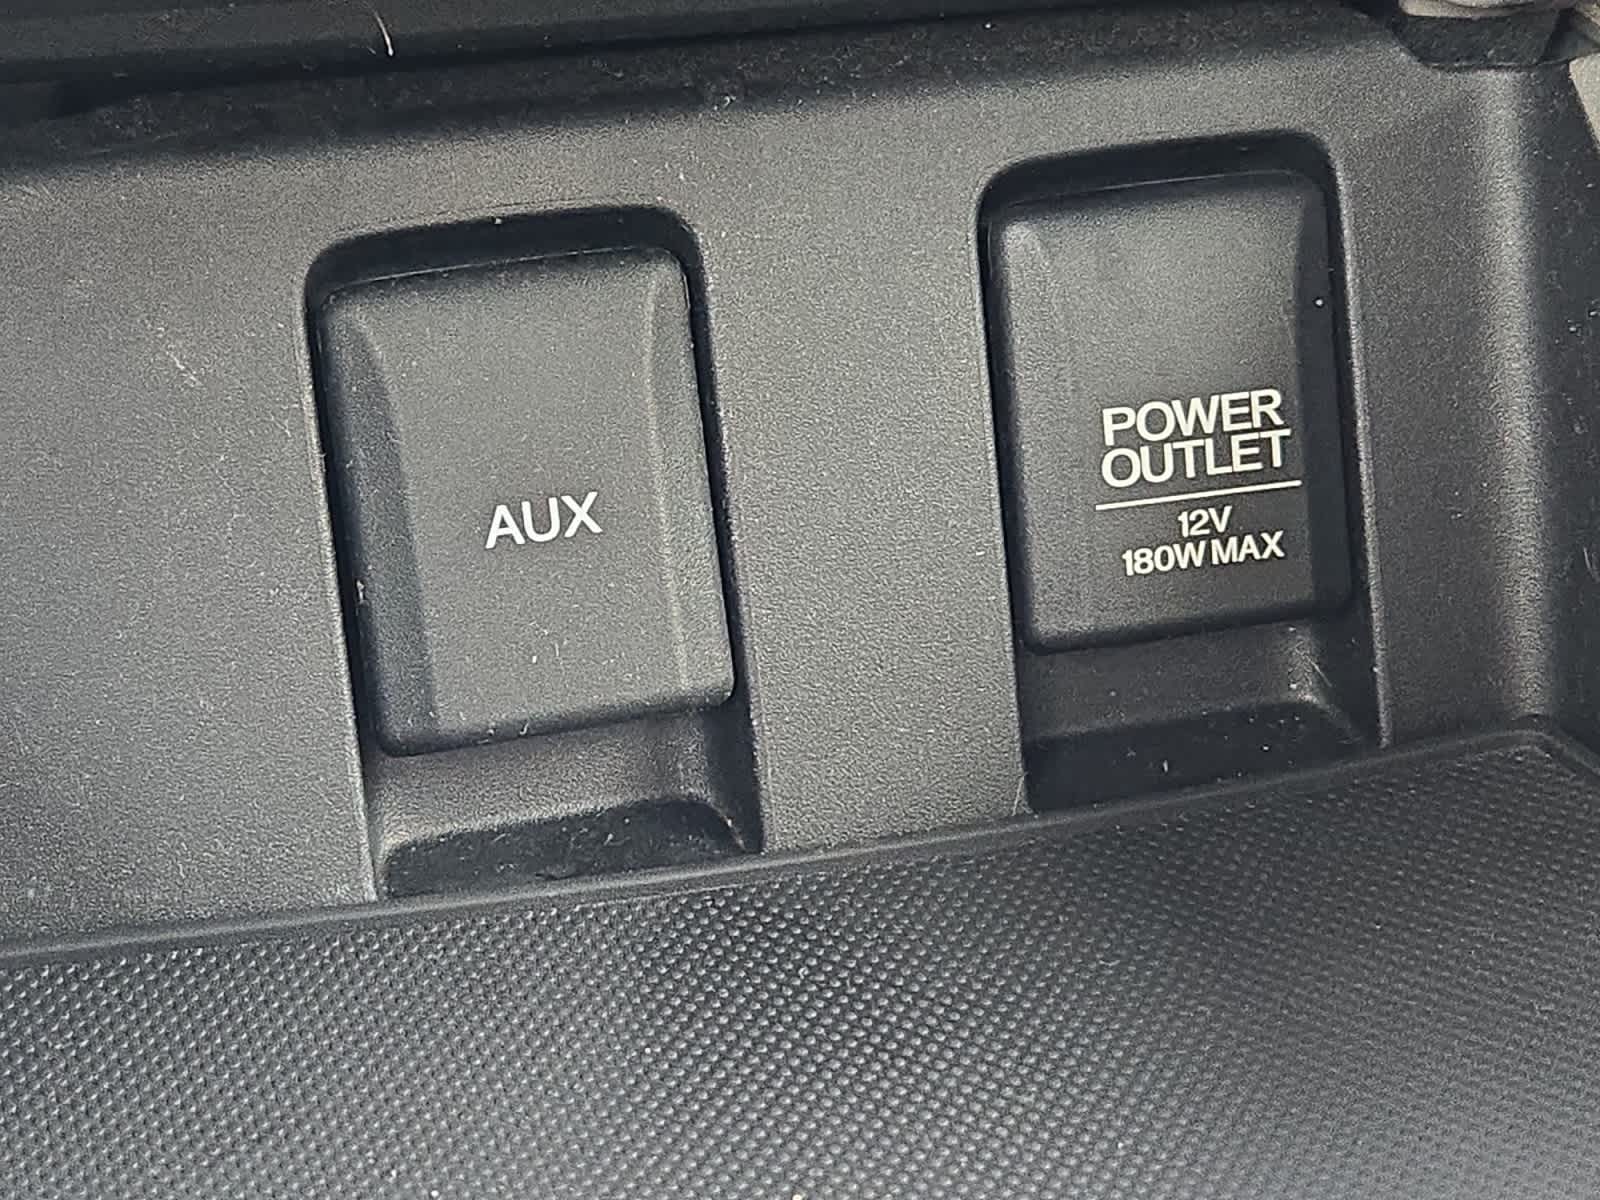 AUX
POWER
OUTLET
12V
180W MAX